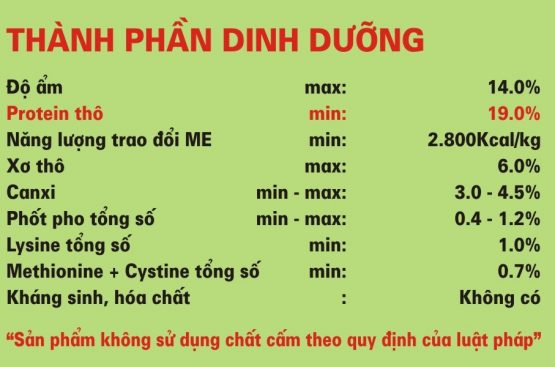 THÀNH PHẦN DINH DƯỠNG
Độ ẩm max: 14.0%
Protein thô min: 19.0%
Năng lượng trao đổi ME min: 2.800Kcal/kg
Xơ thô max: 6.0%
Canxi min - max: 3.0 - 4.5%
Phốt pho tổng số min - max: 0.4 - 1.2%
Lysine tổng số min: 1.0%
Methionine + Cystine tổng số min: 0.7%
Kháng sinh, hóa chất : Không có
“Sản phẩm không sử dụng chất cấm theo quy định của luật pháp”